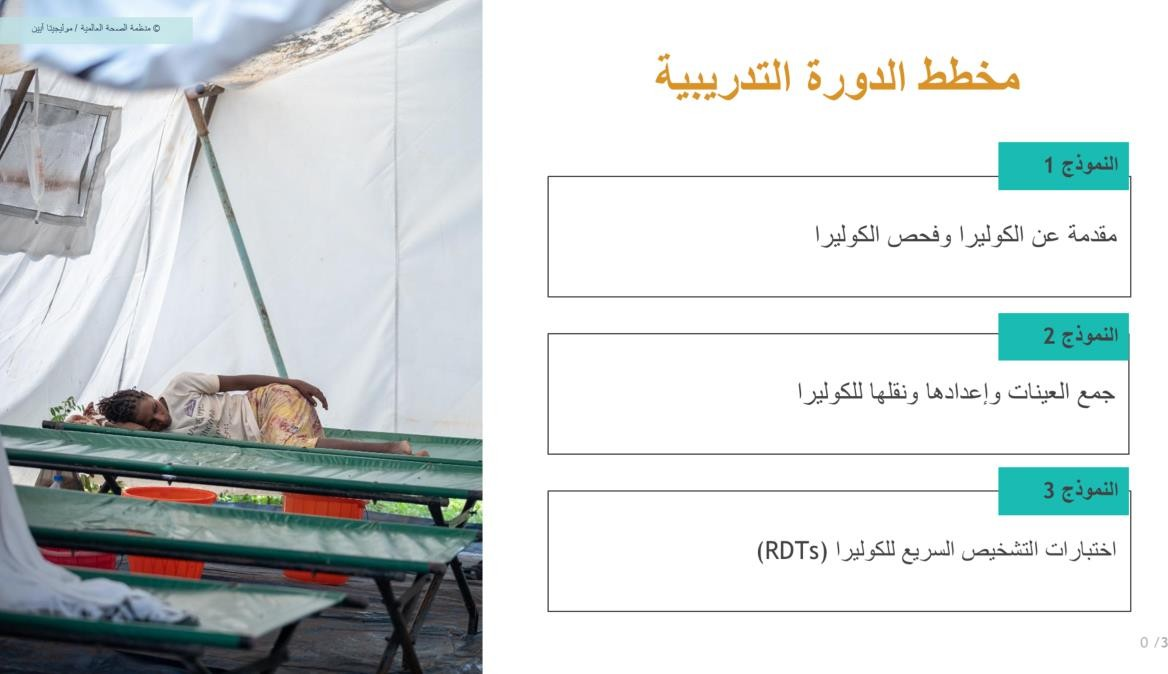 © منظمة الصحة العالمية / موليجيتا أيين
مخطط الدورة التدريبية
النموذج 1
مقدمة عن الكوليرا وفحص الكوليرا
النموذج 2
جمع العينات وإعدادها ونقلها للكوليرا
النموذج 3
اختبارات التشخيص السريع للكوليرا (RDTs)
0 /3